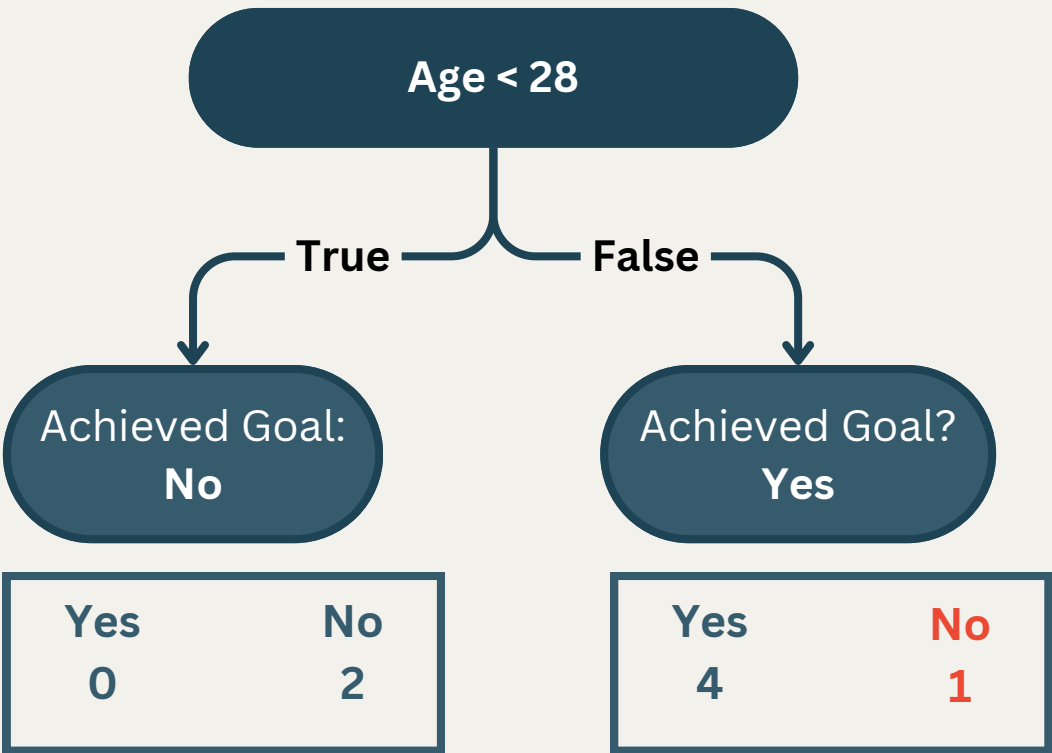 Age < 28
True
False
Achieved Goal:
No
Achieved Goal?
Yes
Yes No
0 2
Yes No
4 1